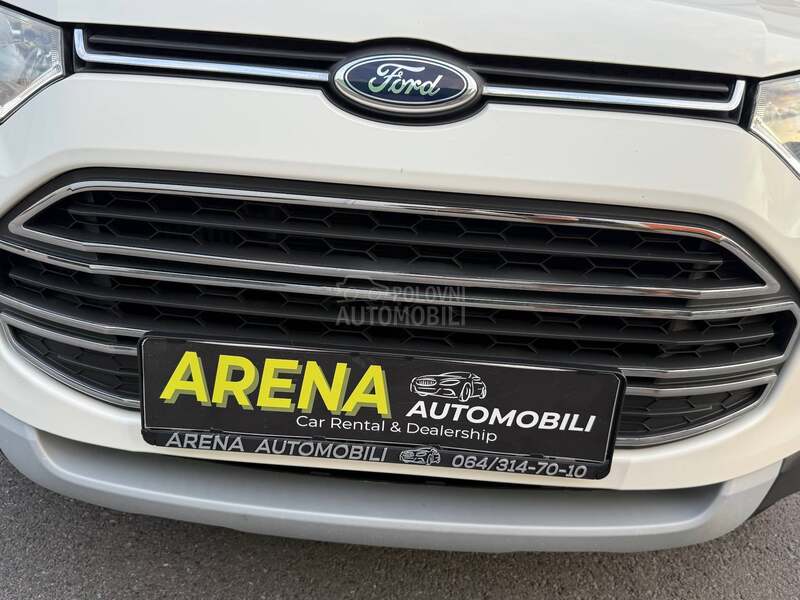 Ford
POLOVNI
AUTOMOBILI
ARENA
AUTOMOBILI
Car Rental & Dealership
ARENA AUTOMOBILI 064/314-70-10